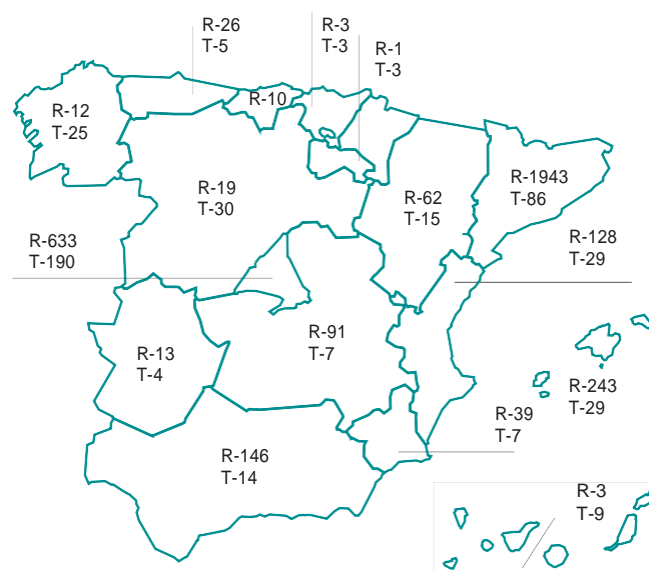 R-26
T-5
R-3
T-3
R-1
T-3
R-10
R-12
T-25
R-19
T-30
R-62
T-15
R-1943
T-86
R-633
T-190
R-128
T-29
R-91
T-7
R-13
T-4
R-243
T-29
R-39
T-7
R-146
T-14
R-3
T-9